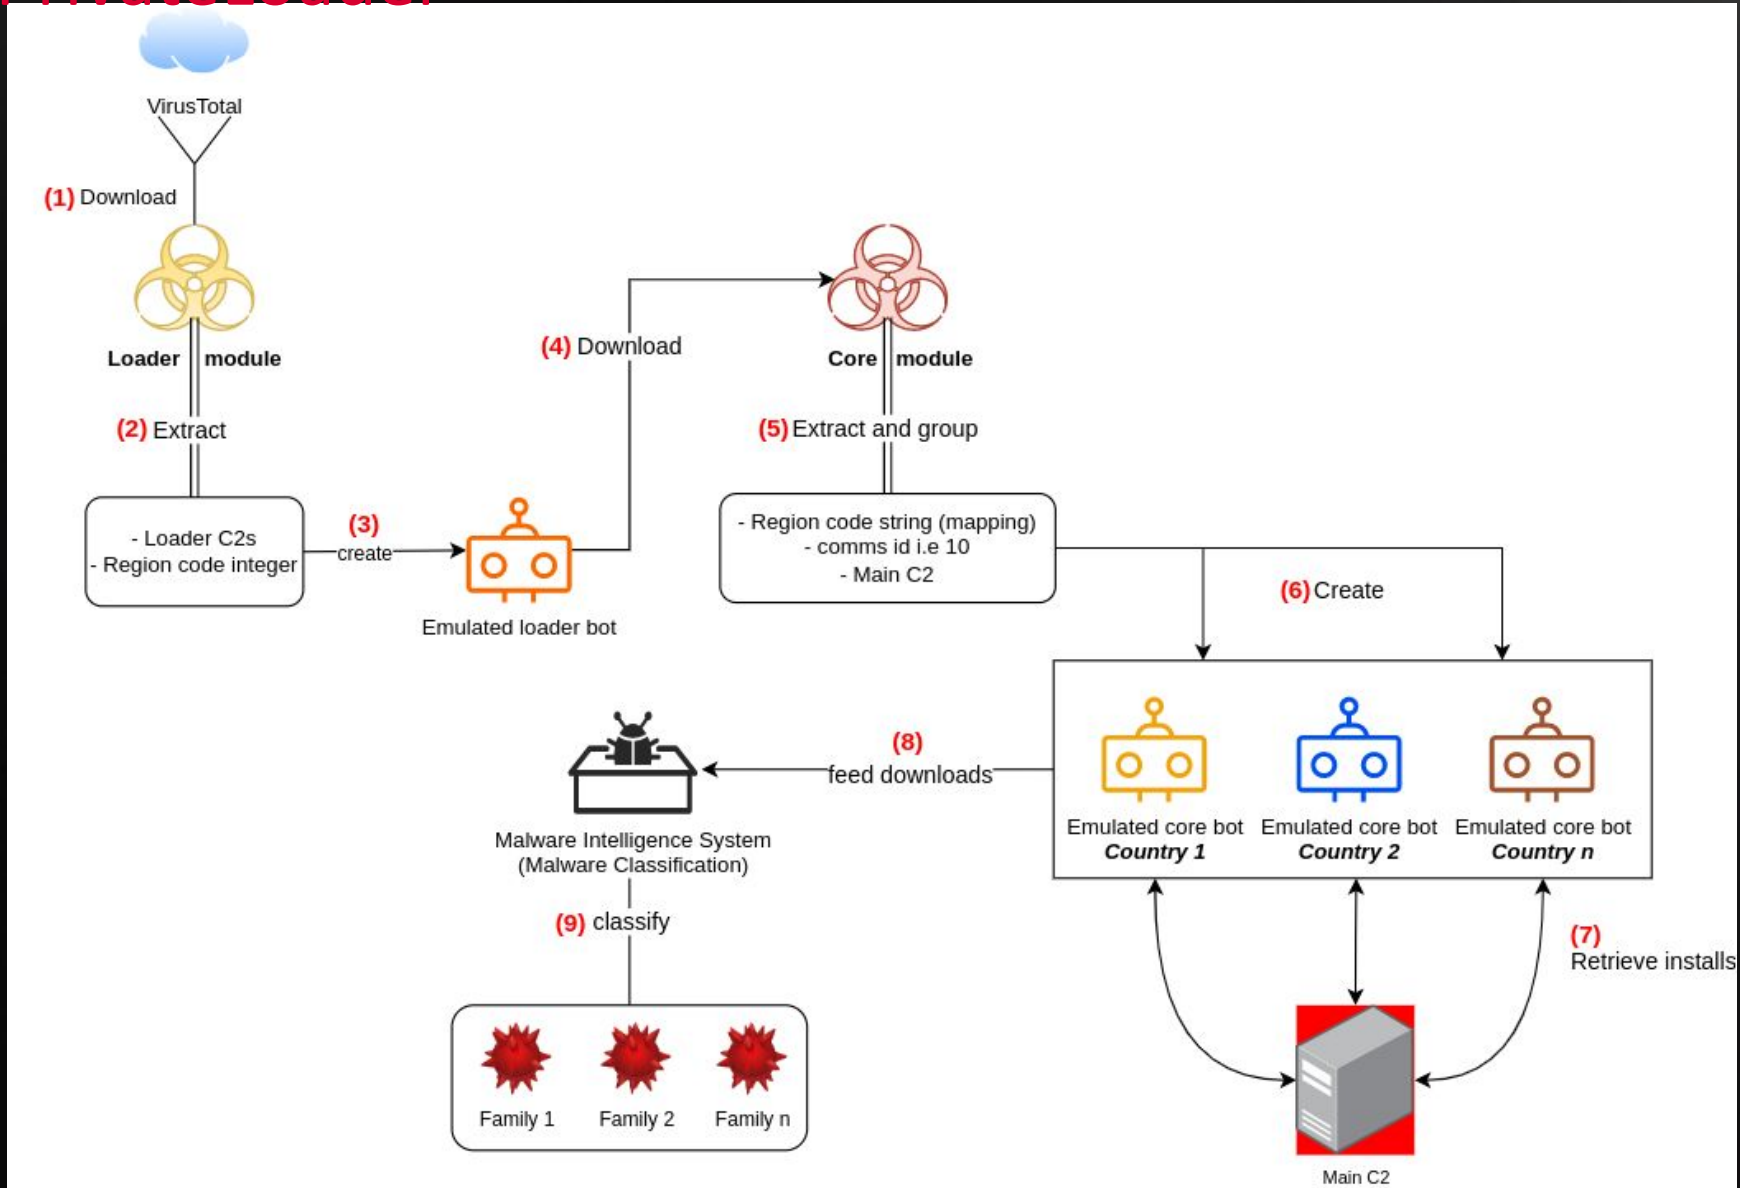 PrivateLoader
VirusTotal
(1) Download
Loader module
(2) Extract
- Loader C2s
- Region code integer
(3)
create
Emulated loader bot
(4) Download
Core module
(5) Extract and group
- Region code string (mapping)
- comms id i.e 10
- Main C2
(6) Create
Emulated core bot
Country 1
Emulated core bot
Country 2
Emulated core bot
Country n
(7)
Retrieve installs
Main C2
(8)
feed downloads
Malware Intelligence System
(Malware Classification)
(9) classify
Family 1
Family 2
Family n